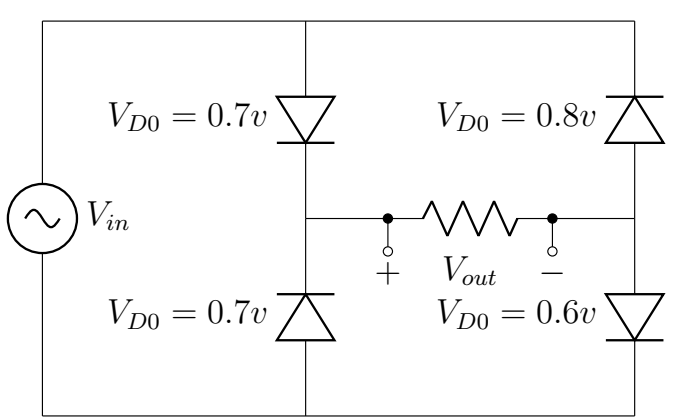 V_{D0} = 0.7v
V_{D0} = 0.8v
V_{in}
+
V_{out}
−
V_{D0} = 0.7v
V_{D0} = 0.6v